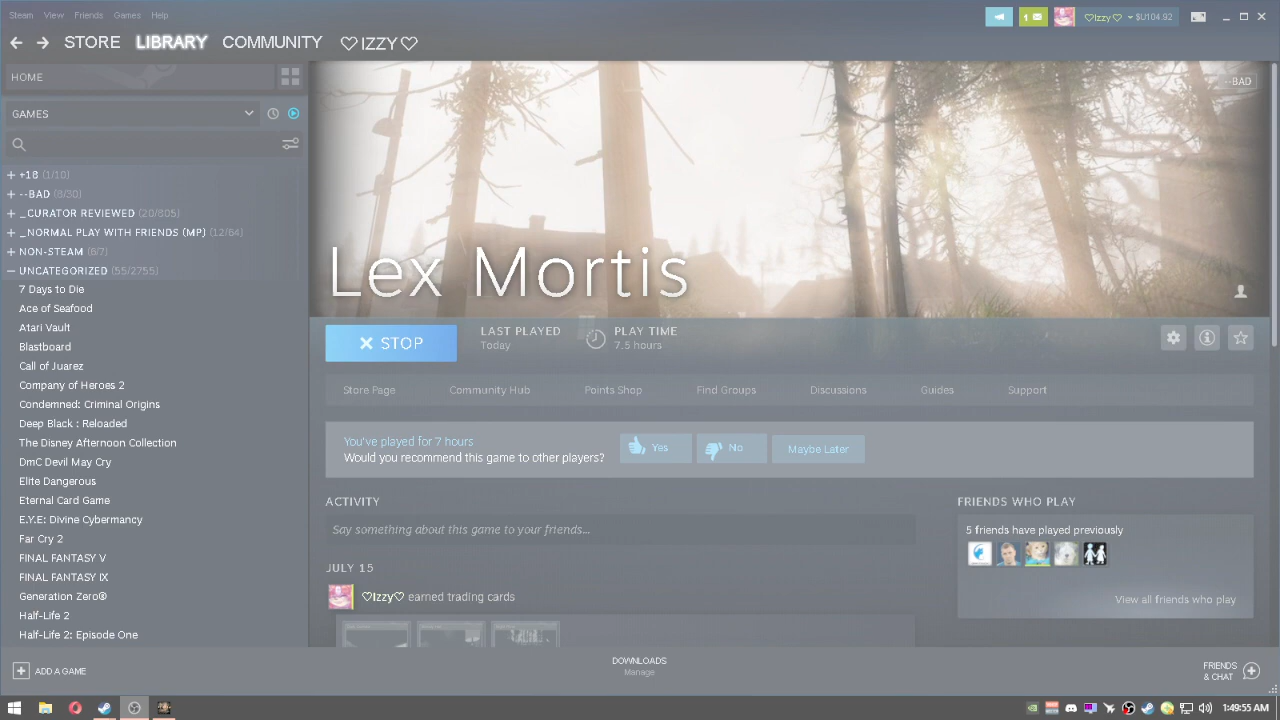 Steam View Friends Games Help
1
♡Izzy♡ $U104.92
STORE LIBRARY COMMUNITY ♡ IZZY ♡
HOME
GAMES
+18 (1/10)
--BAD (8/30)
_CURATOR REVIEWED (20/805)
_NORMAL PLAY WITH FRIENDS (MP) (12/64)
NON-STEAM (6/7)
UNCATEGORIZED (55/2755)
7 Days to Die
Ace of Seafood
Atari Vault
Blastboard
Call of Juarez
Company of Heroes 2
Condemned: Criminal Origins
Deep Black : Reloaded
The Disney Afternoon Collection
DmC Devil May Cry
Elite Dangerous
Eternal Card Game
E.Y.E: Divine Cybermancy
Far Cry 2
FINAL FANTASY V
FINAL FANTASY IX
Generation Zero®
Half-Life 2
Half-Life 2: Episode One
ADD A GAME
--BAD
Lex Mortis
STOP
LAST PLAYED
Today
PLAY TIME
7.5 hours
Store Page Community Hub Points Shop Find Groups Discussions Guides Support
You've played for 7 hours
Would you recommend this game to other players?
Yes No Maybe Later
ACTIVITY
Say something about this game to your friends...
JULY 15
♡Izzy♡ earned trading cards
FRIENDS WHO PLAY
5 friends have played previously
View all friends who play
DOWNLOADS
Manage
FRIENDS
& CHAT
1:49:55 AM